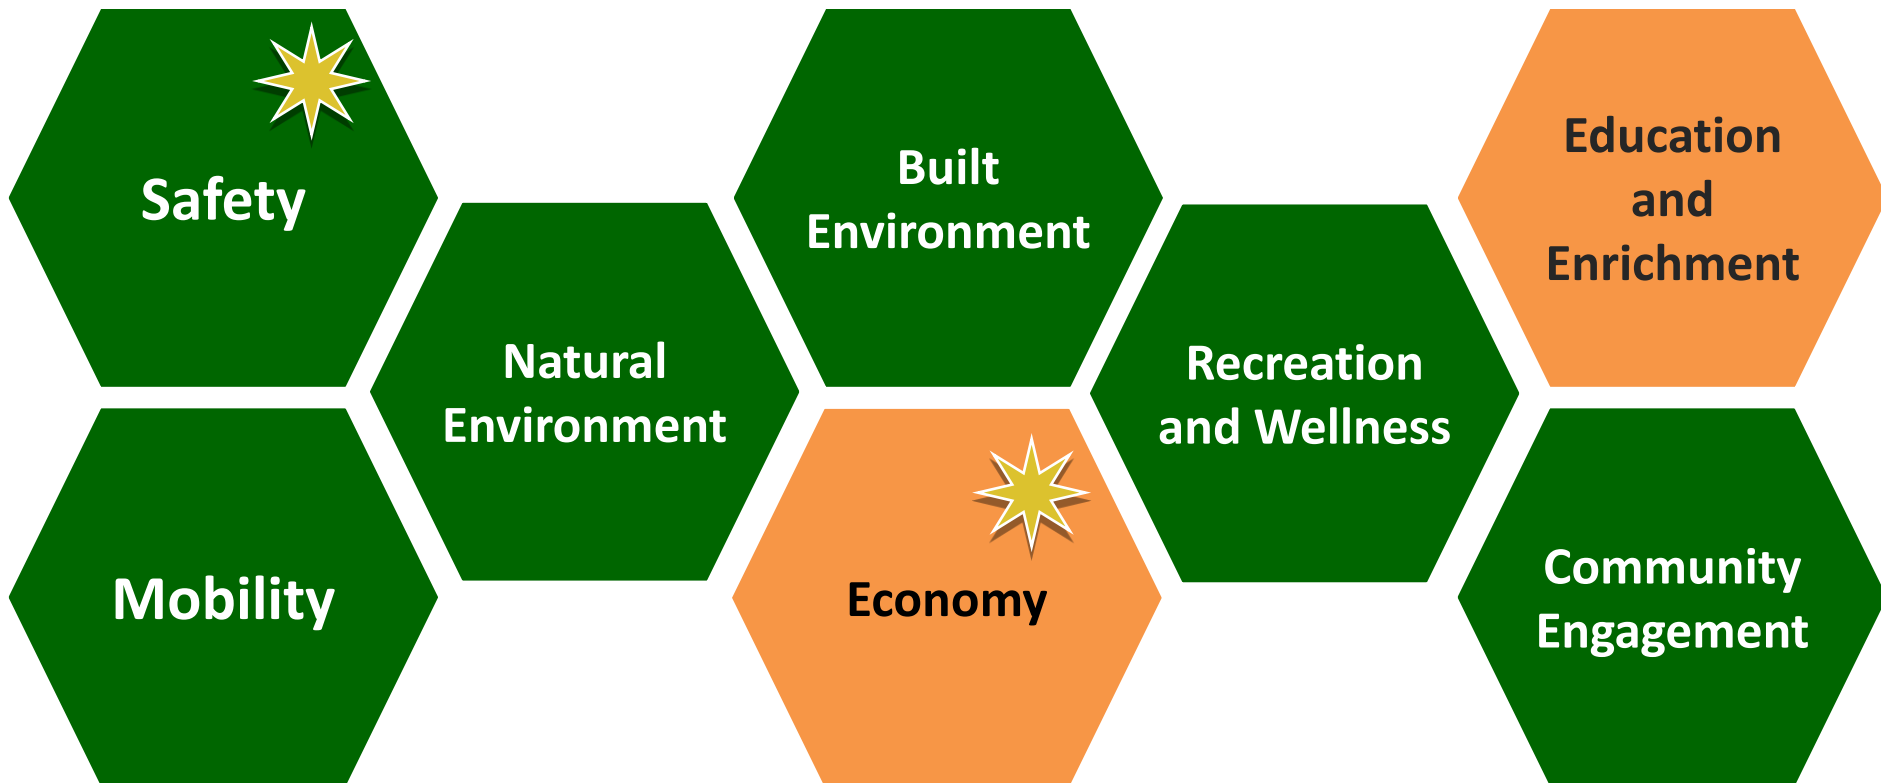 Safety
Mobility
Natural
Environment
Built
Environment
Economy
Recreation
and Wellness
Education
and
Enrichment
Community
Engagement